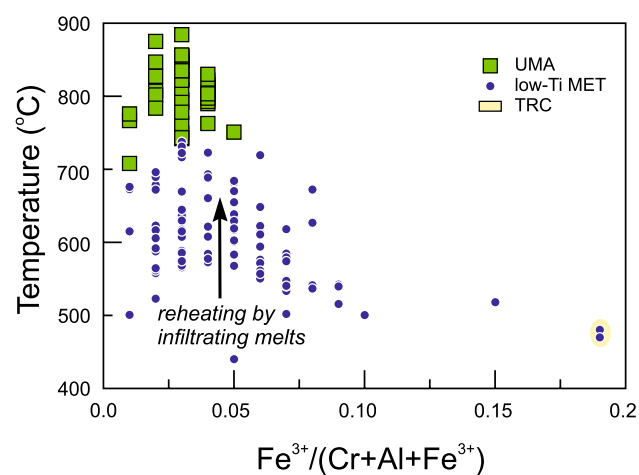 900
800
700
600
500
400
Temperature (°C)
UMA
low-Ti MET
TRC
reheating by
infiltrating melts
0.0
0.05
0.10
0.15
0.2
Fe³⁺/(Cr+Al+Fe³⁺)